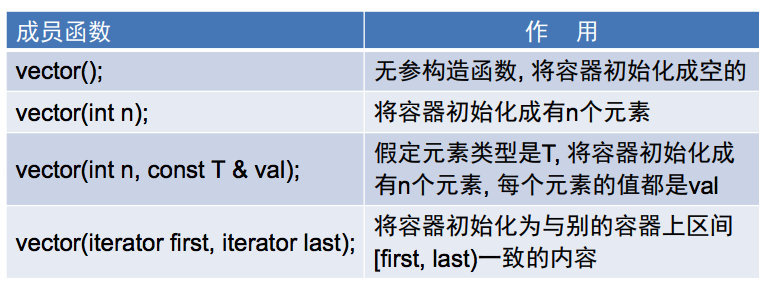 成员函数
作 用
vector();
无参构造函数, 将容器初始化成空的
vector(int n);
将容器初始化成有n个元素
vector(int n, const T & val);
假定元素类型是T, 将容器初始化成
有n个元素, 每个元素的值都是val
vector(iterator first, iterator last);
将容器初始化为与别的容器上区间
[first, last)一致的内容